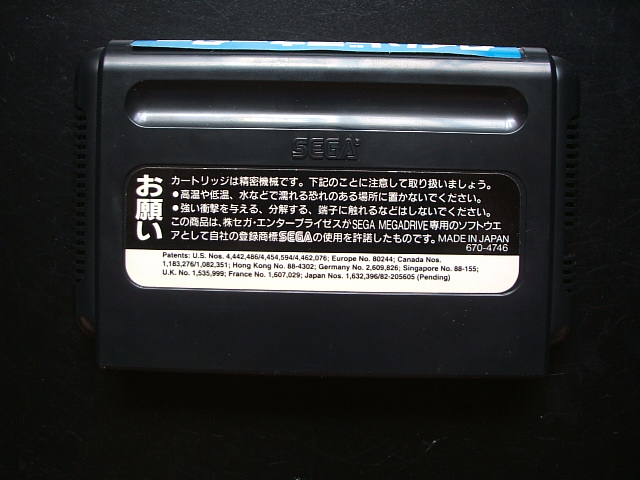 SEGA
お願い
カートリッジは精密機械です。下記のことに注意して取り扱いましょう。
●高温や低温、水などで濡れる恐れのある場所に置かないでください。
●強い衝撃を与える、分解する、端子に触れるなどはしないでください。
この商品は、株セガ・エンタープライゼスがSEGA MEGADRIVE専用のソフトウエ
アとして自社の登録商標SEGAの使用を許諾したものです。MADE IN JAPAN
670-4746
Patents: U.S. Nos. 4,442,486/4,454,594/4,462,076; Europe No. 80244; Canada Nos.
1,183,276/1,082,351; Hong Kong No. 88-4302; Germany No. 2,609,826; Singapore No. 88-155;
U.K. No. 1,535,999; France No. 1,607,029; Japan Nos. 1,632,396/82-205605 (Pending)